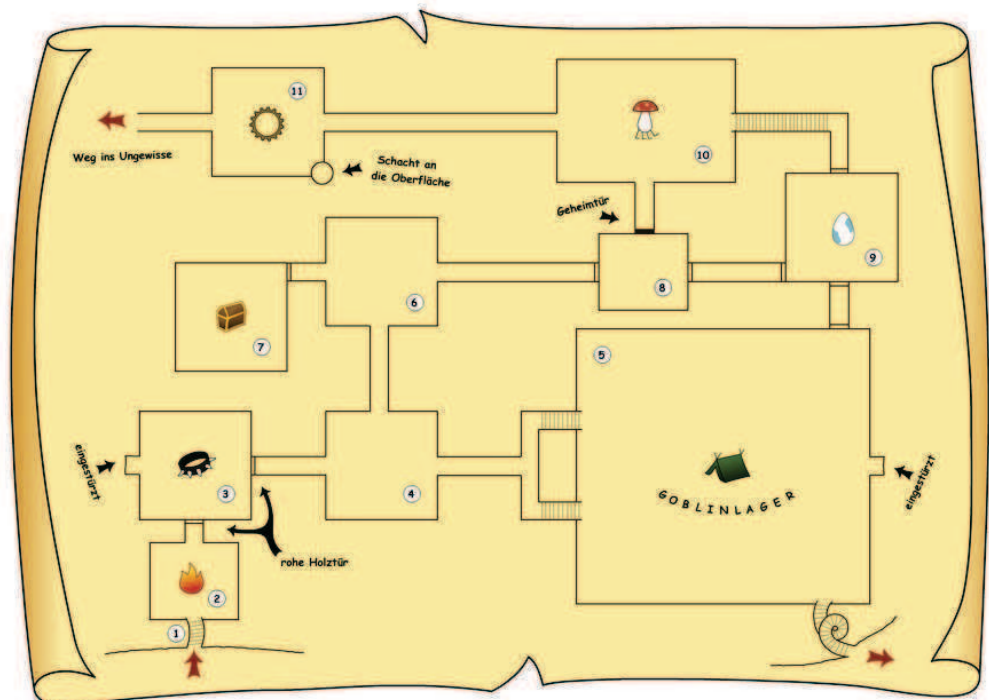 11
Weg ins Ungewisse
Schacht an
die Oberfläche
10
Geheimtür
9
8
6
7
5
eingestürzt
3
4
GOBLINLAGER
eingestürzt
rohe Holztür
2
1